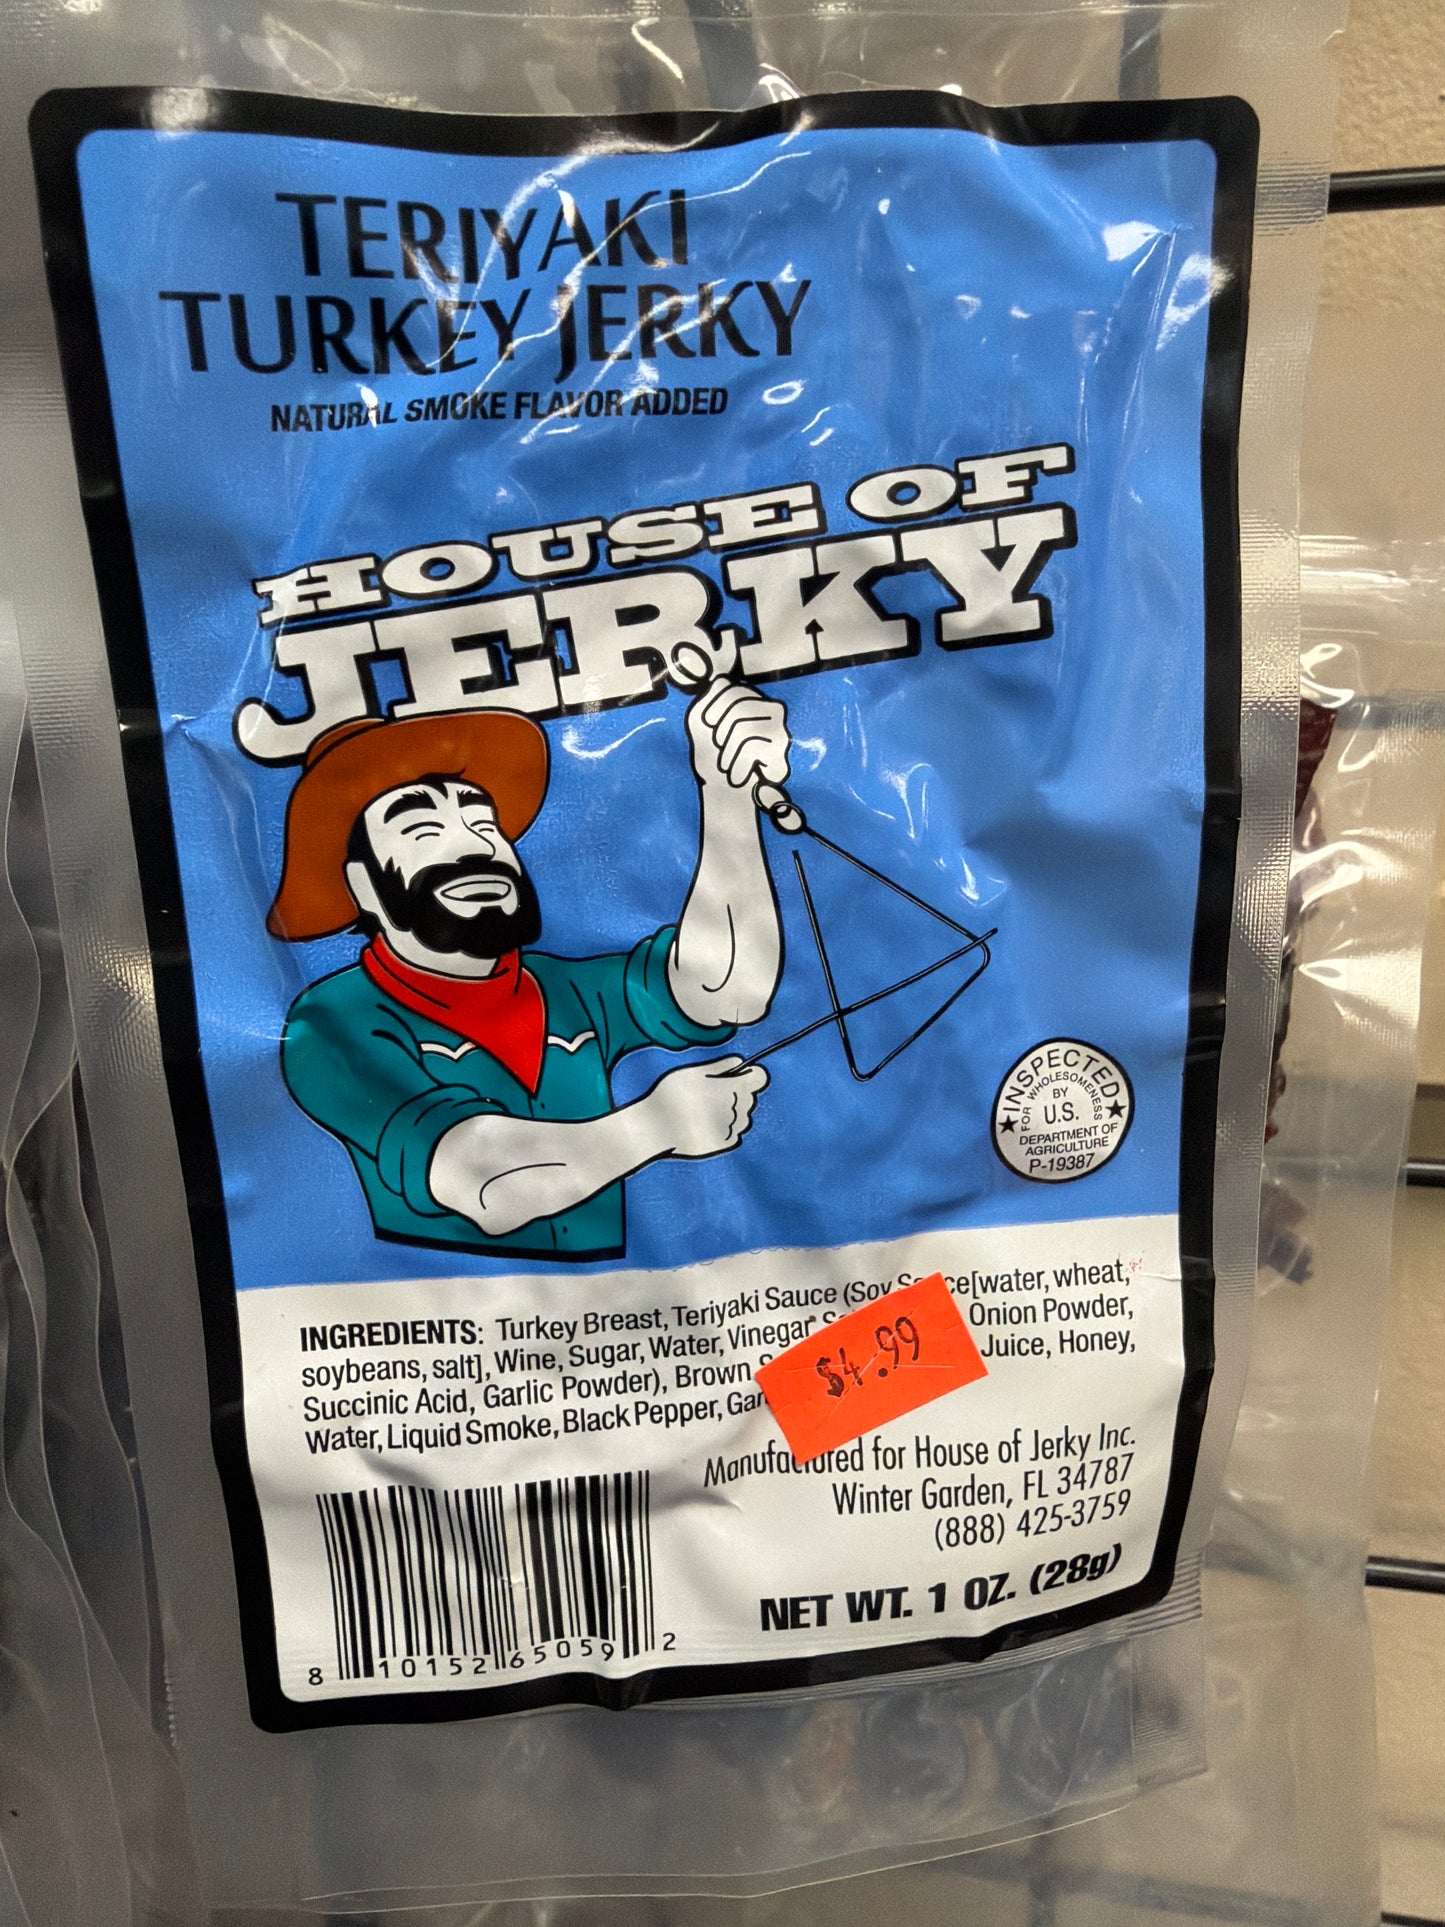 TERIYAKI
TURKEY JERKY
NATURAL SMOKE FLAVOR ADDED
HOUSE OF
JERKY
INSPECTED
FOR WHOLESOMENESS
BY
U.S.
DEPARTMENT OF
AGRICULTURE
P-19387
INGREDIENTS: Turkey Breast, Teriyaki Sauce (Soy [water, wheat,
soybeans, salt], Wine, Sugar, Water, Vinegar Onion Powder,
Succinic Acid, Garlic Powder), Brown Juice, Honey,
Water, Liquid Smoke, Black Pepper,
$4.99
Manufactured for House of Jerky Inc.
Winter Garden, FL 34787
(888) 425-3759
NET WT. 1 OZ. (28g)
8 10152 65059 2